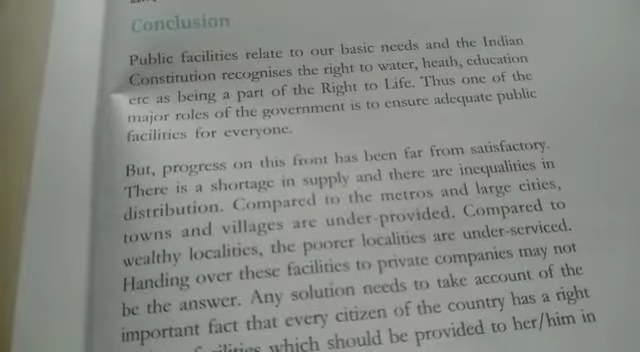 Conclusion
Public facilities relate to our basic needs and the Indian
Constitution recognises the right to water, heath, education
etc as being a part of the Right to Life. Thus one of the
major roles of the government is to ensure adequate public
facilities for everyone.
But, progress on this front has been far from satisfactory.
There is a shortage in supply and there are inequalities in
distribution. Compared to the metros and large cities,
towns and villages are under-provided. Compared to
wealthy localities, the poorer localities are under-serviced.
Handing over these facilities to private companies may not
be the answer. Any solution needs to take account of the
important fact that every citizen of the country has a right
which should be provided to her/him in